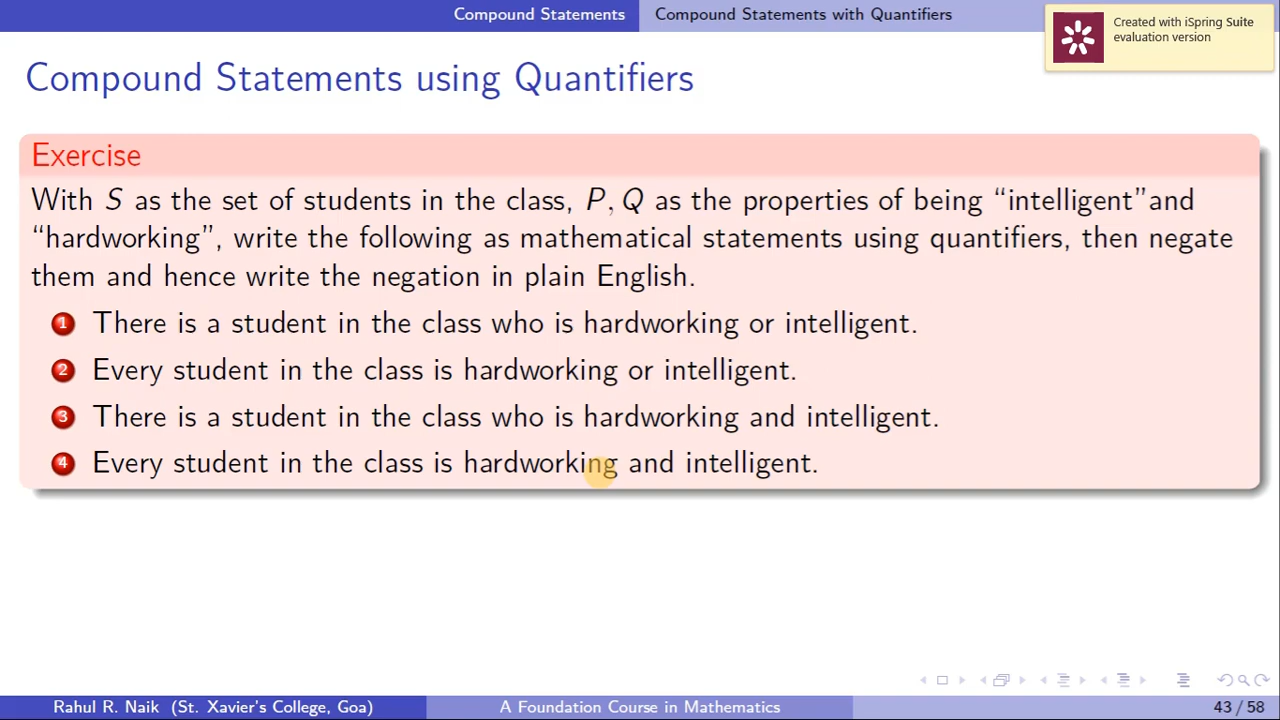 Compound Statements Compound Statements with Quantifiers
Created with iSpring Suite
evaluation version
Compound Statements using Quantifiers
Exercise
With S as the set of students in the class, P, Q as the properties of being “intelligent”and
“hardworking”, write the following as mathematical statements using quantifiers, then negate
them and hence write the negation in plain English.
1 There is a student in the class who is hardworking or intelligent.
2 Every student in the class is hardworking or intelligent.
3 There is a student in the class who is hardworking and intelligent.
4 Every student in the class is hardworking and intelligent.
Rahul R. Naik (St. Xavier's College, Goa) A Foundation Course in Mathematics 43 / 58